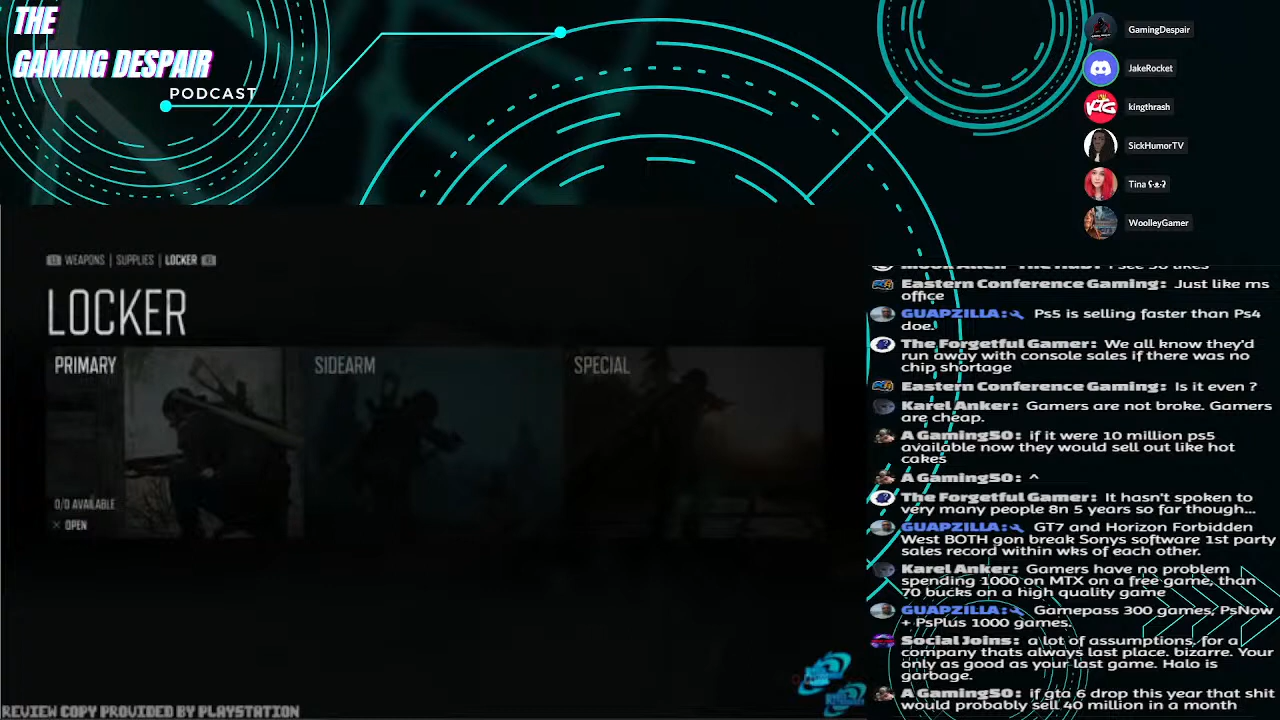 THE
GAMING DESPAIR
PODCAST
GamingDespair
JakeRocket
KTG kingthrash
SickHumorTV
Tina ʕ·ᴥ·ʔ
WoolleyGamer
WEAPONS | SUPPLIES | LOCKER
LOCKER
PRIMARY
SIDEARM
SPECIAL
0/0 AVAILABLE
× OPEN
REVIEW COPY PROVIDED BY PLAYSTATION
Eastern Conference Gaming: Just like ms
office
GUAPZILLA: Ps5 is selling faster than Ps4
doe.
The Forgetful Gamer: We all know they'd
run away with console sales if there was no
chip shortage
Eastern Conference Gaming: Is it even ?
Karel Anker: Gamers are not broke. Gamers
are cheap.
A Gaming50: if it were 10 million ps5
available now they would sell out like hot
cakes
A Gaming50: ^
The Forgetful Gamer: It hasn't spoken to
very many people 8n 5 years so far though...
GUAPZILLA: GT7 and Horizon Forbidden
West BOTH gon break Sonys software 1st party
sales record within wks of each other.
Karel Anker: Gamers have no problem
spending 1000 on MTX on a free game, than
70 bucks on a high quality game
GUAPZILLA: Gamepass 300 games, PsNow
+ PsPlus 1000 games.
Social Joins: a lot of assumptions, for a
company thats always last place. bizarre. Your
only as good as your last game. Halo is
garbage.
A Gaming50: if gta 6 drop this year that shit
would probably sell 40 million in a month